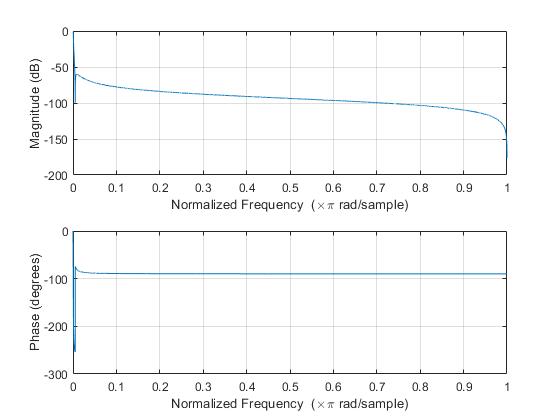 0
-50
-100
-150
-200
Magnitude (dB)
0 0.1 0.2 0.3 0.4 0.5 0.6 0.7 0.8 0.9 1
Normalized Frequency (×π rad/sample)
0
-100
-200
-300
Phase (degrees)
0 0.1 0.2 0.3 0.4 0.5 0.6 0.7 0.8 0.9 1
Normalized Frequency (×π rad/sample)